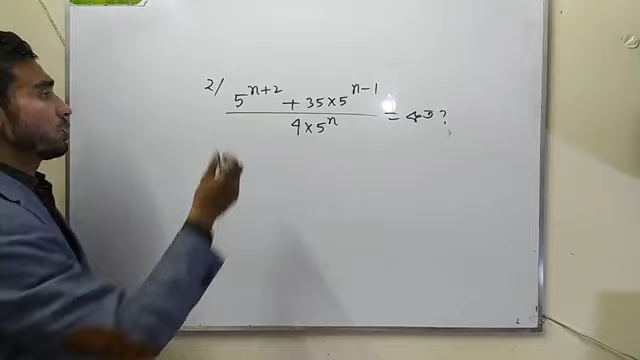 2/ 5^{n+2} + 35×5^{n-1}
4×5^n
= ?